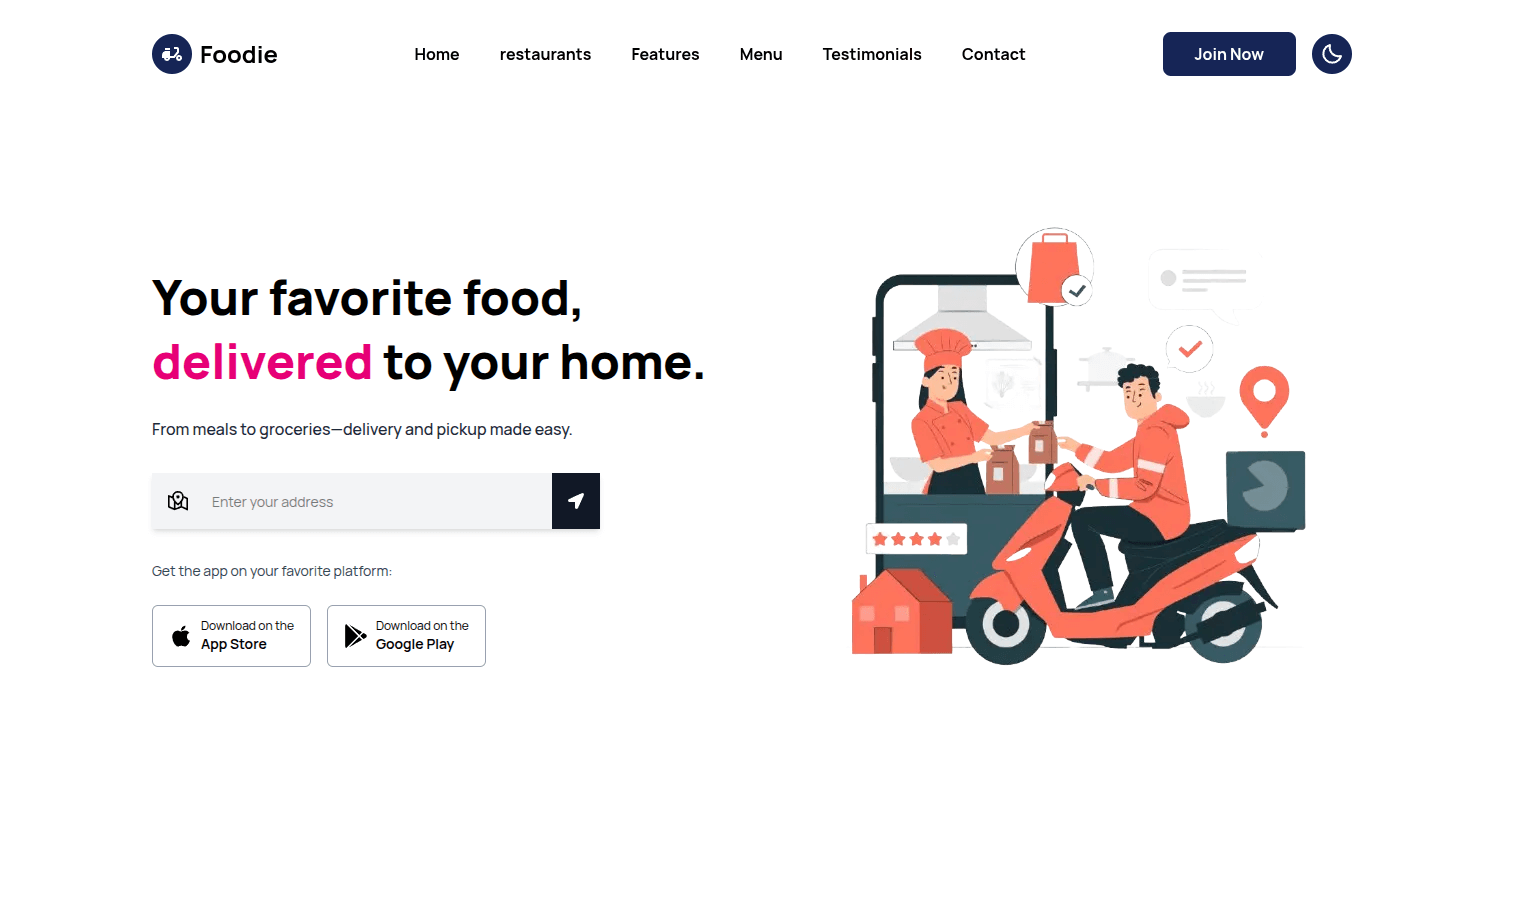 Foodie
Home restaurants Features Menu Testimonials Contact
Join Now
Your favorite food,
delivered to your home.
From meals to groceries—delivery and pickup made easy.
Enter your address
Get the app on your favorite platform:
Download on the
App Store
Download on the
Google Play